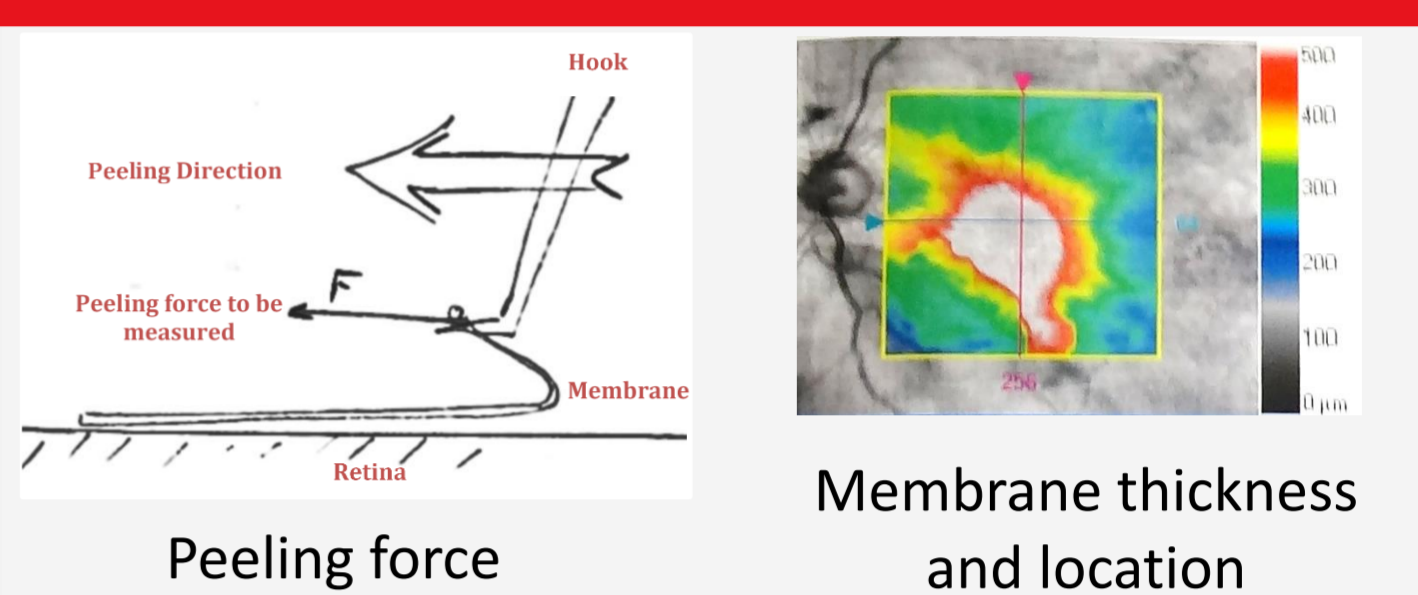 Hook
Peeling Direction
F
Peeling force to be
measured
Membrane
Retina
Peeling force
500
400
300
200
100
0 µm
256
Membrane thickness
and location